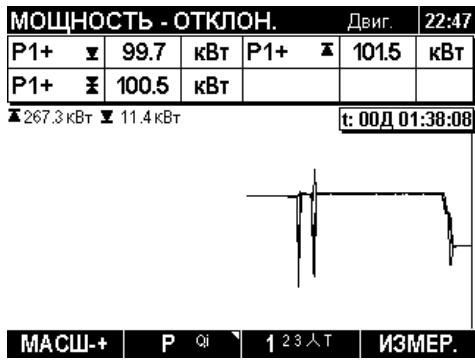 МОЩНОСТЬ - ОТКЛОН. Двиг. 22:47
P1+ 99.7 кВт P1+ 101.5 кВт
P1+ 100.5 кВт
267.3 кВт 11.4 кВт t: 00Д 01:38:08
МАСШ-+ P Qi 1 2 3 人 T ИЗМЕР.